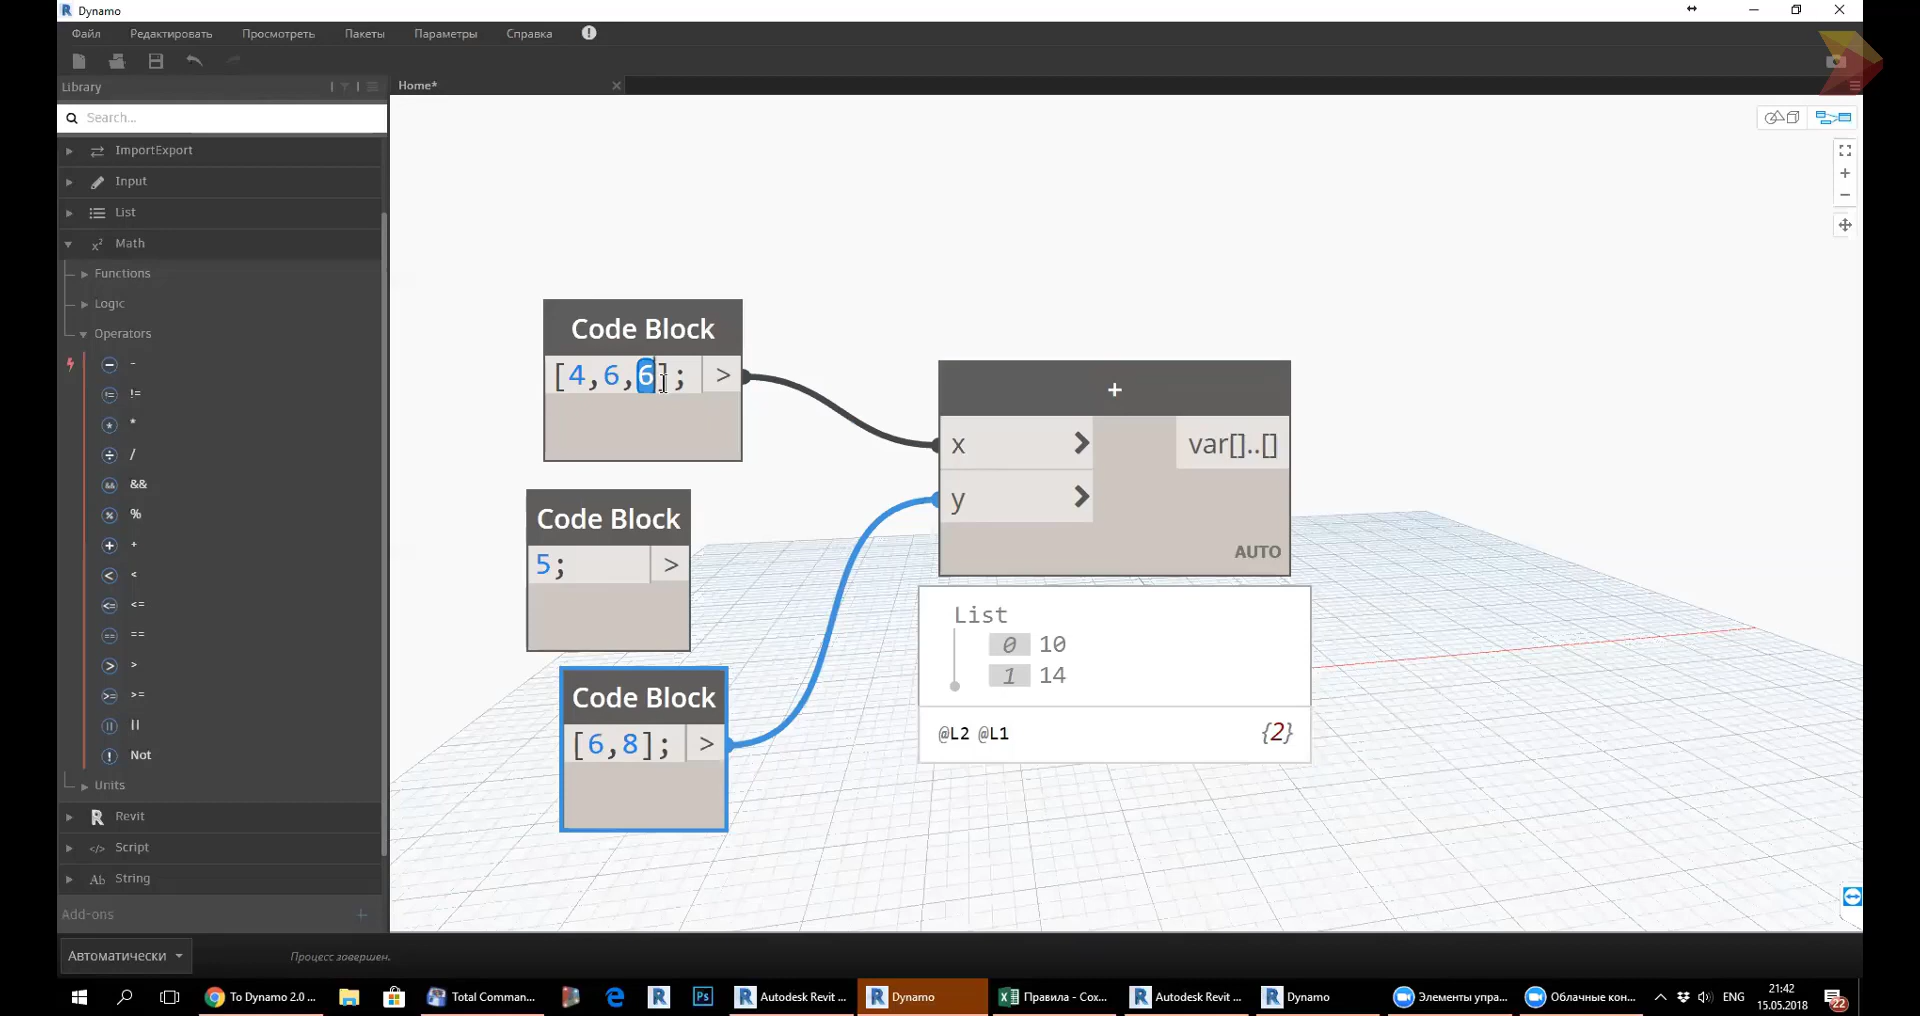 Dynamo
Файл Редактировать Просмотреть Пакеты Параметры Справка
Library
Home*
Search...
ImportExport
Input
List
Math
Functions
Logic
Operators
-
!=
*
/
&&
%
+
<
<=
==
>
>=
||
Not
Units
Revit
Script
String
Add-ons
Code Block
[4,6,6]; >
Code Block
5; >
Code Block
[6,8]; >
+
x > var[]..[]
y >
AUTO
List
0 10
1 14
@L2 @L1 {2}
Автоматически
Процесс завершен.
To Dynamo 2.0 ...
Total Comman...
Autodesk Revit ...
Dynamo
Правила - Сох...
Autodesk Revit ...
Dynamo
Элементы упра...
Облачные кон...
ENG
21:42
15.05.2018
22